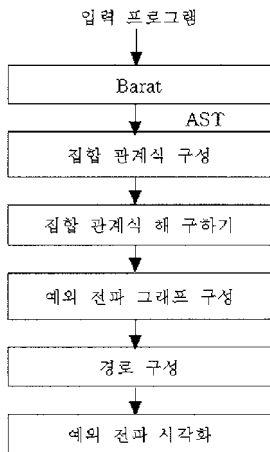 입력 프로그램
Barat
AST
집합 관계식 구성
집합 관계식 해 구하기
예외 전파 그래프 구성
경로 구성
예외 전파 시각화